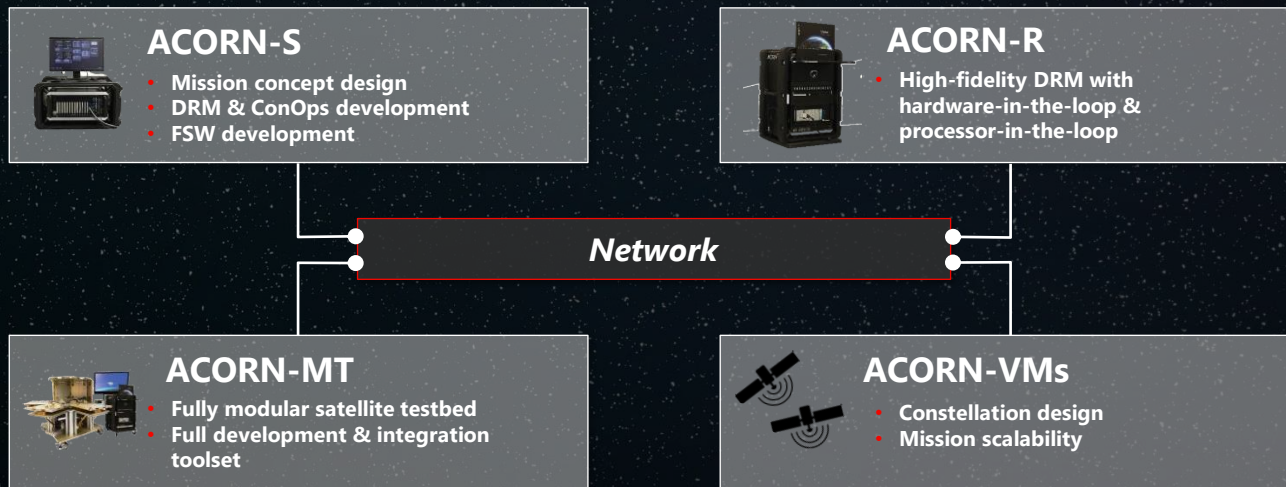 ACORN-S
• Mission concept design
• DRM & ConOps development
• FSW development
ACORN-R
• High-fidelity DRM with
hardware-in-the-loop &
processor-in-the-loop
Network
ACORN-MT
• Fully modular satellite testbed
• Full development & integration
toolset
ACORN-VMs
• Constellation design
• Mission scalability